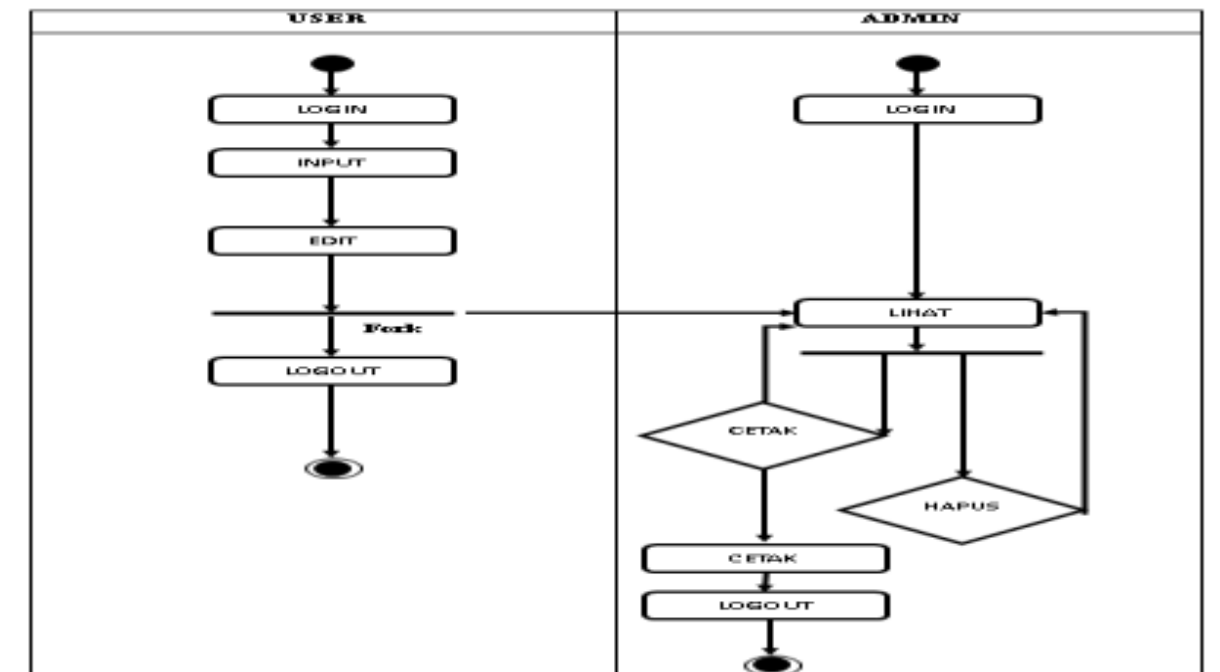 USER
LOGIN
INPUT
EDIT
Fork
LOGOUT
ADMIN
LOGIN
LIHAT
CETAK
HAPUS
CETAK
LOGOUT